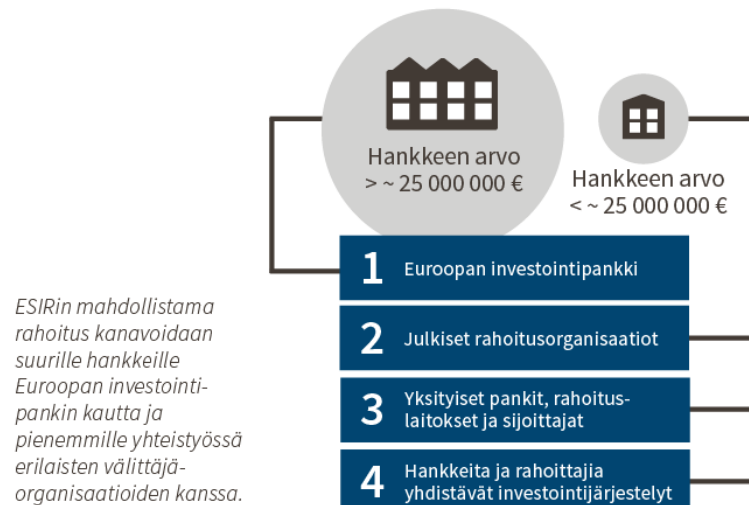 Hankkeen arvo
> ~ 25 000 000 €
Hankkeen arvo
< ~ 25 000 000 €
1 Euroopan investointipankki
2 Julkiset rahoitusorganisaatiot
3 Yksityiset pankit, rahoitus-
laitokset ja sijoittajat
4 Hankkeita ja rahoittajia
yhdistävät investointijärjestelyt
ESIRin mahdollistama
rahoitus kanavoidaan
suurille hankkeille
Euroopan investointi-
pankin kautta ja
pienemmille yhteistyössä
erilaisten välittäjä-
organisaatioiden kanssa.